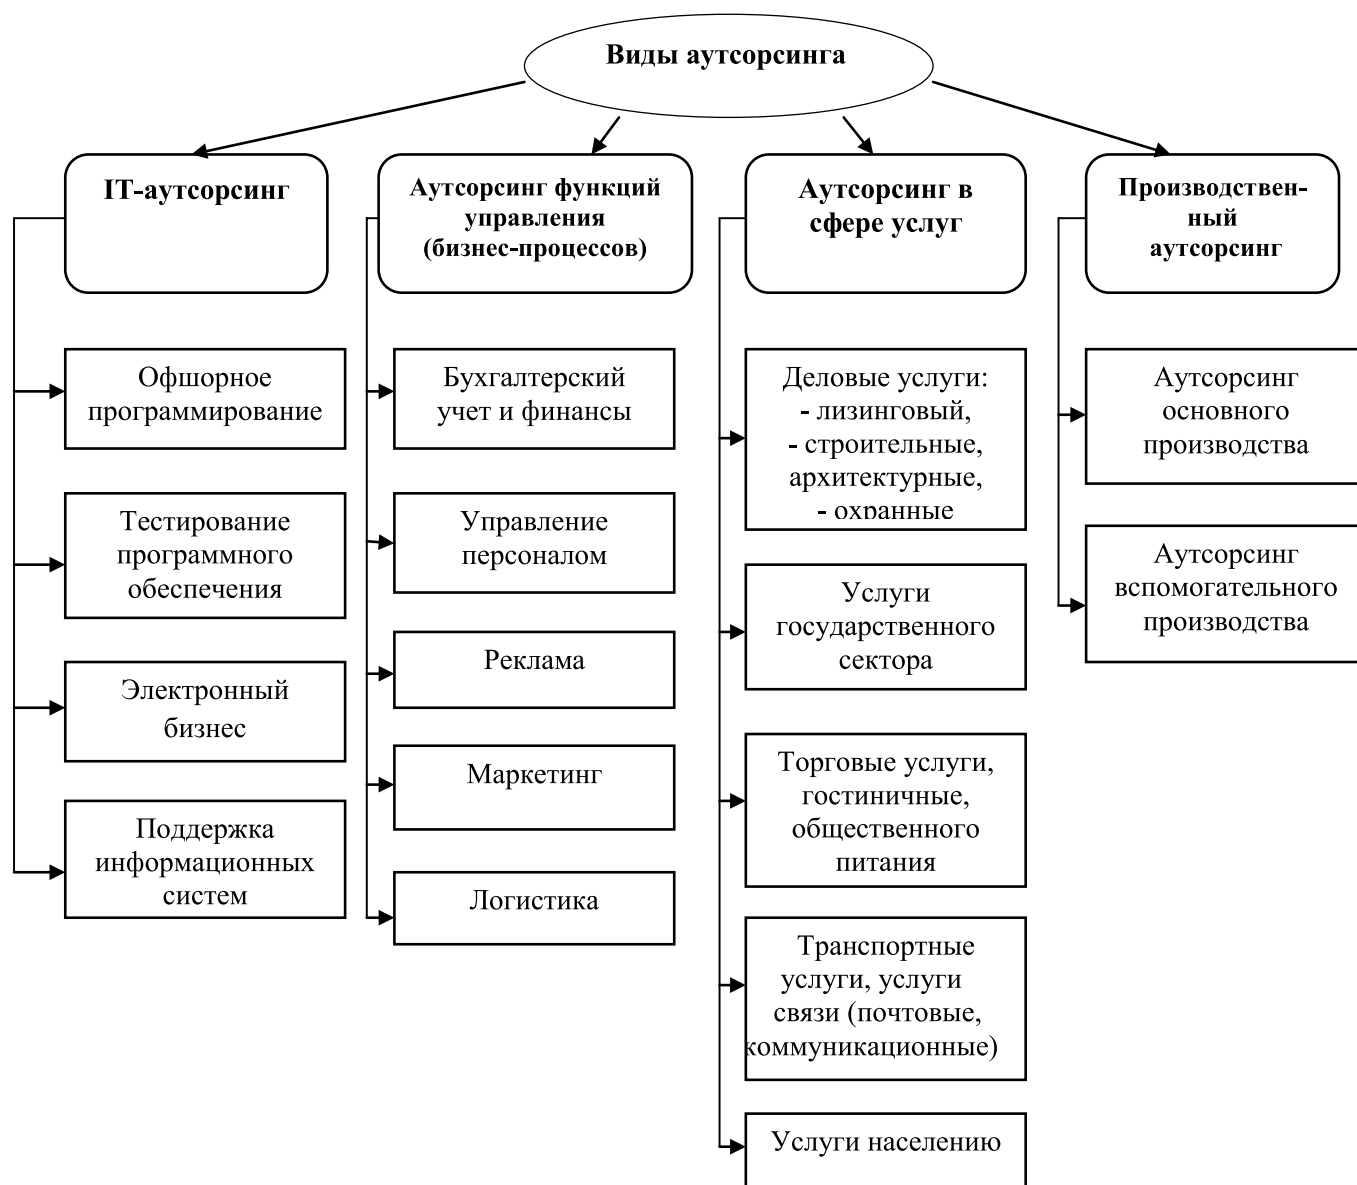 Виды аутсорсинга
IT-аутсорсинг
Аутсорсинг функций
управления
(бизнес-процессов)
Аутсорсинг в
сфере услуг
Производствен-
ный
аутсорсинг
Офшорное
программирование
Тестирование
программного
обеспечения
Электронный
бизнес
Поддержка
информационных
систем
Бухгалтерский
учет и финансы
Управление
персоналом
Реклама
Маркетинг
Логистика
Деловые услуги:
- лизинговый,
- строительные,
архитектурные,
- охранные
Услуги
государственного
сектора
Торговые услуги,
гостиничные,
общественного
питания
Транспортные
услуги, услуги
связи (почтовые,
коммуникационные)
Услуги населению
Аутсорсинг
основного
производства
Аутсорсинг
вспомогательного
производства